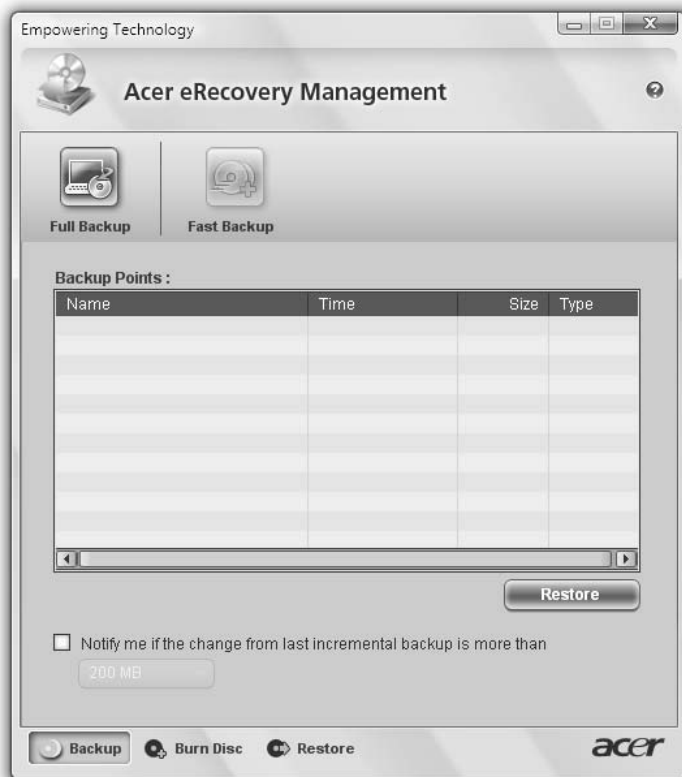 Empowering Technology
Acer eRecovery Management
Full Backup Fast Backup
Backup Points :
Name Time Size Type
Restore
Notify me if the change from last incremental backup is more than
200 MB
Backup Burn Disc Restore acer